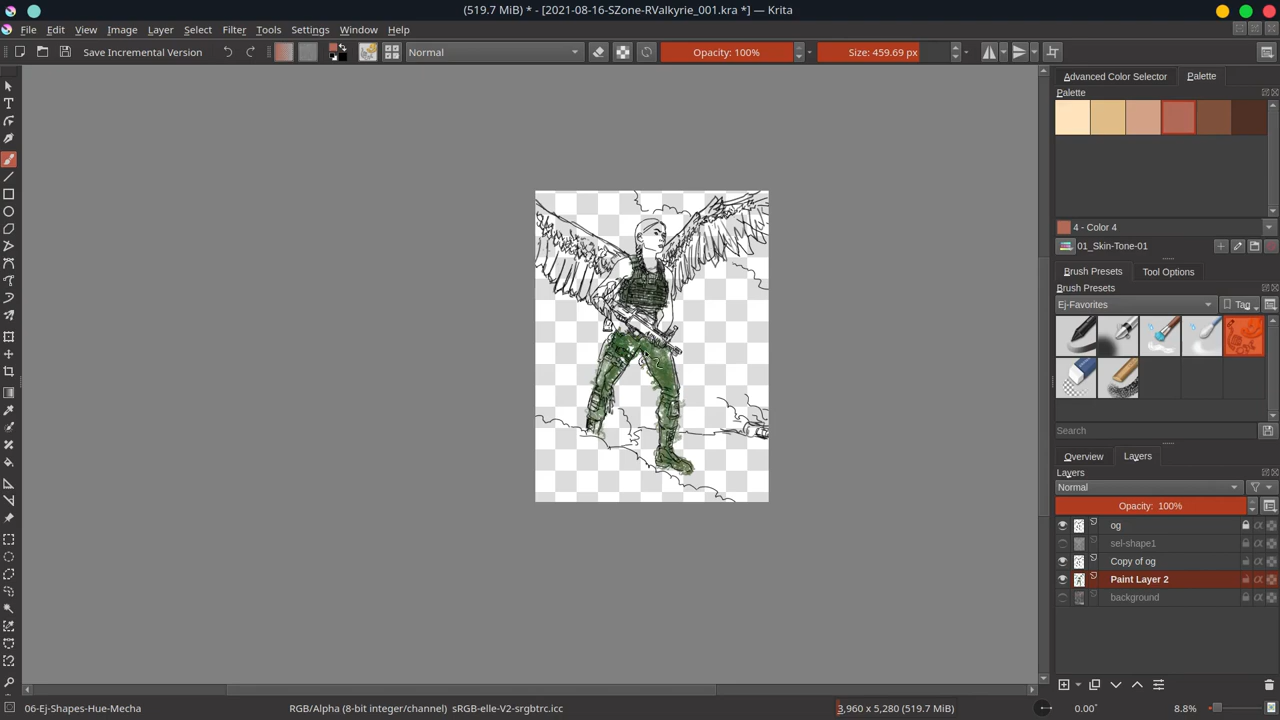 (519.7 MiB) * - [2021-08-16-SZone-RValkyrie_001.kra *] — Krita
File Edit View Image Layer Select Filter Tools Settings Window Help
Save Incremental Version Normal Opacity: 100% Size: 459.69 px
Advanced Color Selector Palette
Palette
4 - Color 4
01_Skin-Tone-01
Brush Presets Tool Options
Brush Presets
Ej-Favorites Tag
Search
Overview Layers
Layers
Normal
Opacity: 100%
og
sel-shape1
Copy of og
Paint Layer 2
background
06-Ej-Shapes-Hue-Mecha RGB/Alpha (8-bit integer/channel) sRGB-elle-V2-srgbtrc.icc 3,960 x 5,280 (519.7 MiB) 0.00° 8.8%